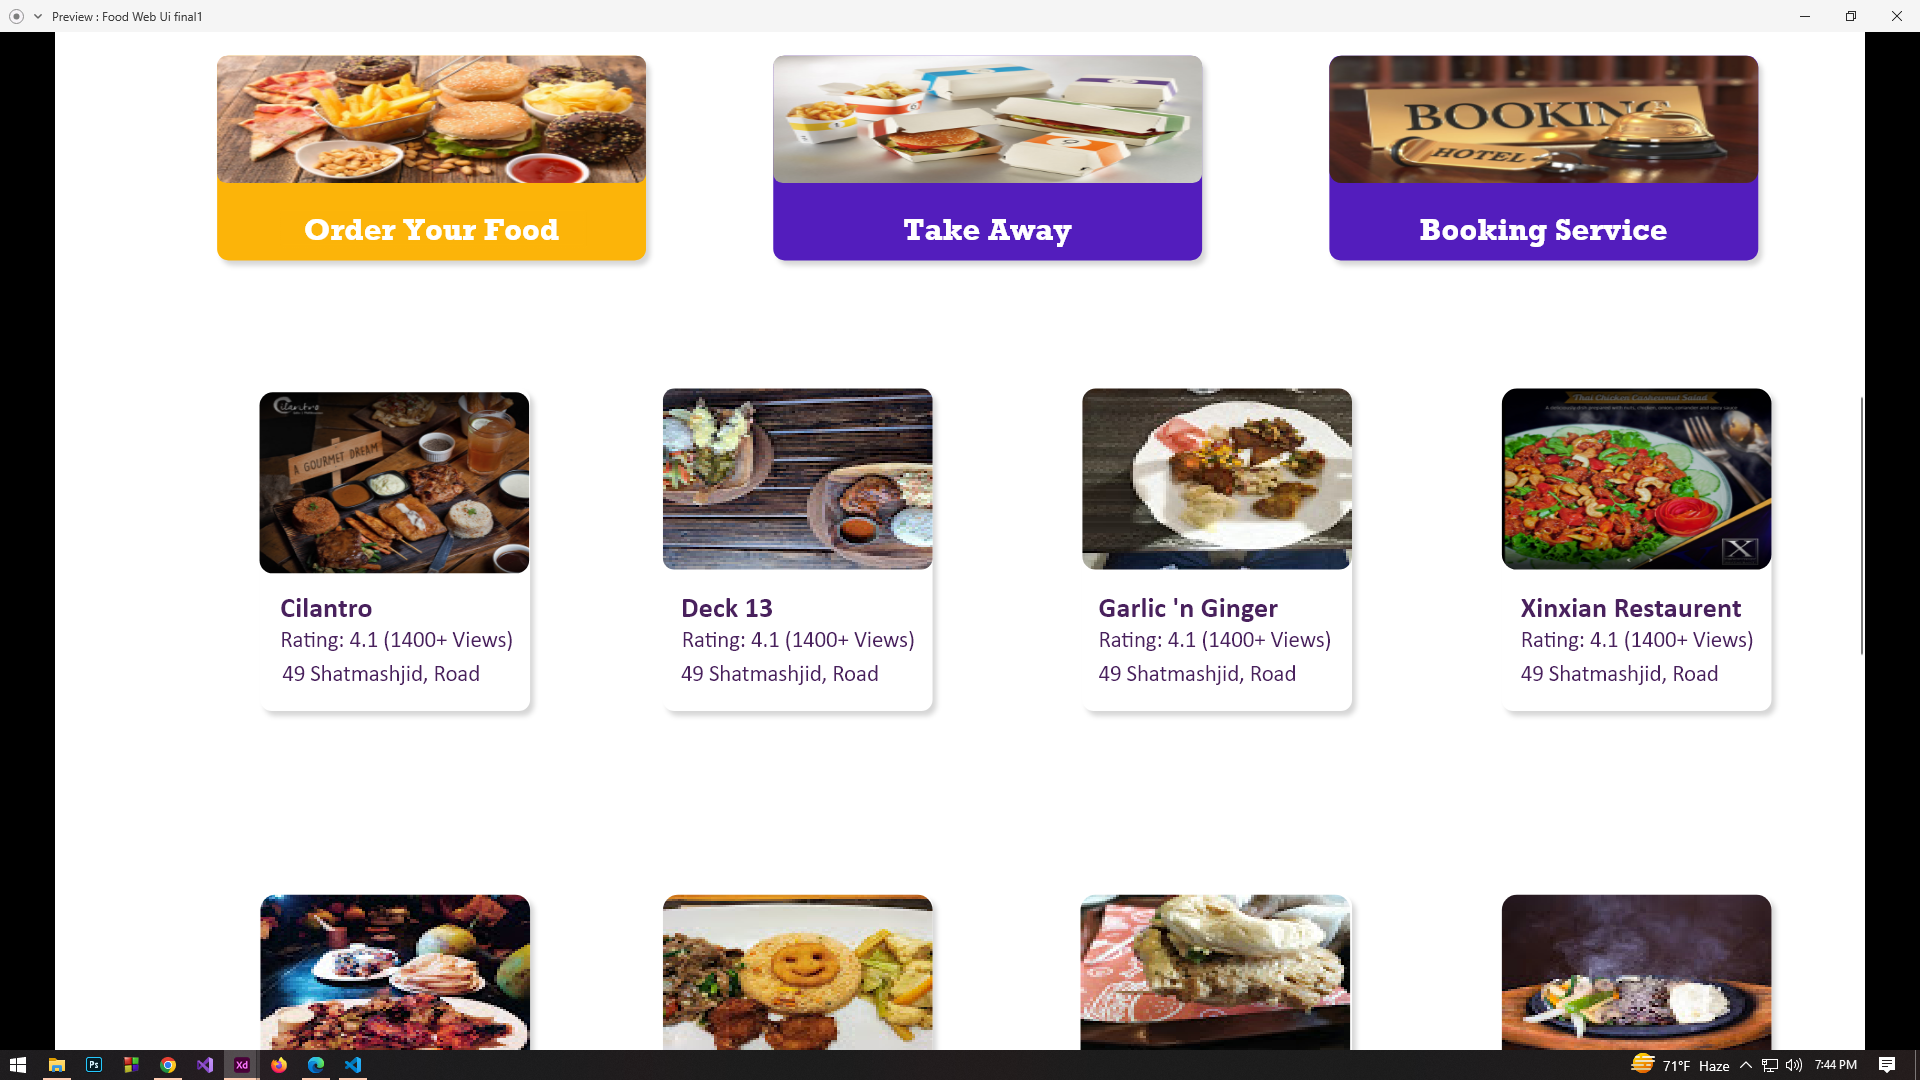 Preview : Food Web Ui final1
BOOKING
HOTEL
Order Your Food
Take Away
Booking Service
Cilantro
A GOURMET DREAM
Thai Chicken Cashewnut Salad
X
Cilantro
Rating: 4.1 (1400+ Views)
49 Shatmashjid, Road
Deck 13
Rating: 4.1 (1400+ Views)
49 Shatmashjid, Road
Garlic 'n Ginger
Rating: 4.1 (1400+ Views)
49 Shatmashjid, Road
Xinxian Restaurent
Rating: 4.1 (1400+ Views)
49 Shatmashjid, Road
Ps
Xd
71°F Haze
7:44 PM